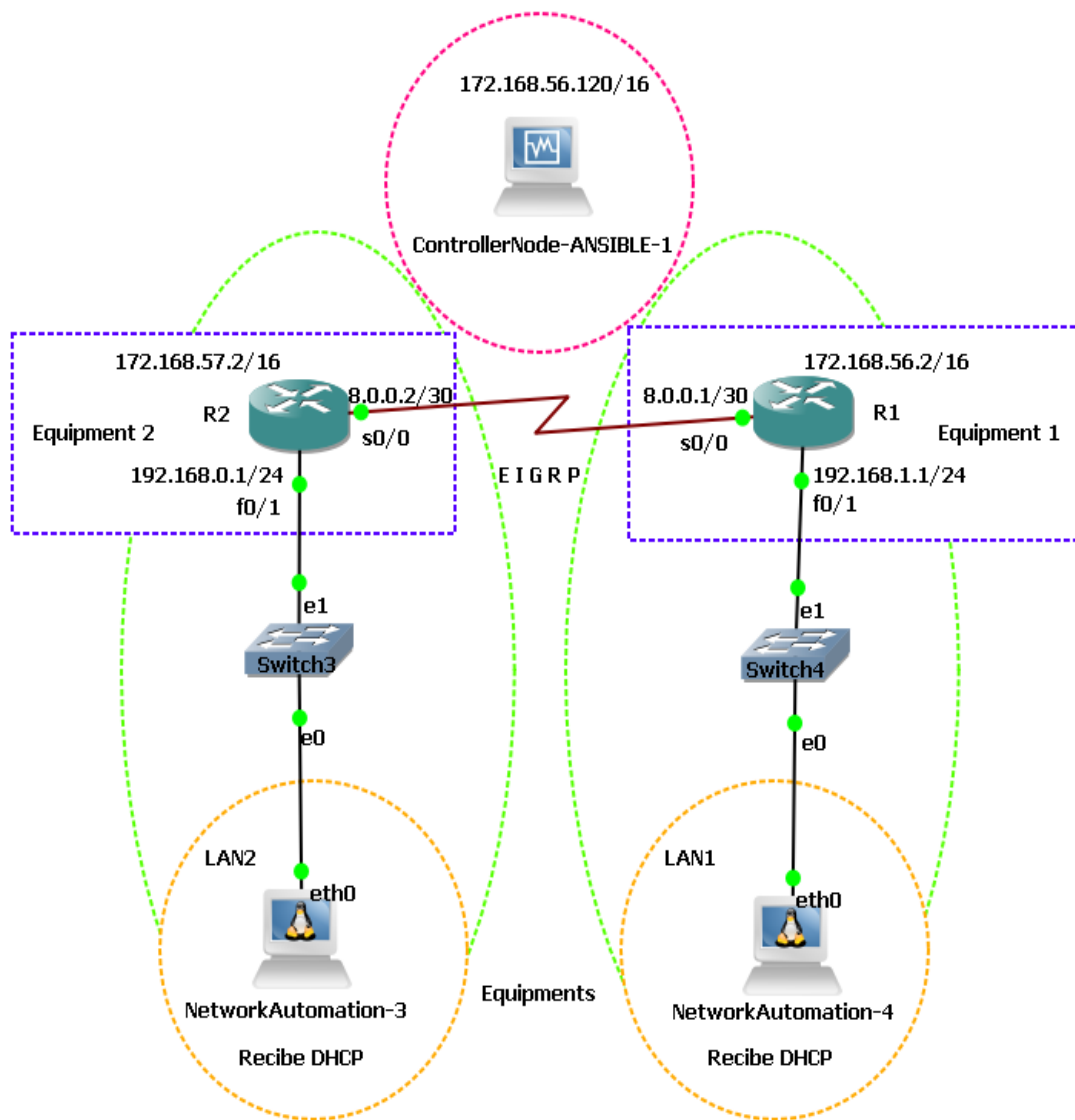 172.168.56.120/16
ControllerNode-ANSIBLE-1
172.168.57.2/16
R2
8.0.0.2/30
s0/0
Equipment 2
192.168.0.1/24
f0/1
E I G R P
172.168.56.2/16
8.0.0.1/30
s0/0
R1
Equipment 1
192.168.1.1/24
f0/1
e1
Switch3
e0
e1
Switch4
e0
LAN2
eth0
NetworkAutomation-3
Recibe DHCP
Equipments
LAN1
eth0
NetworkAutomation-4
Recibe DHCP